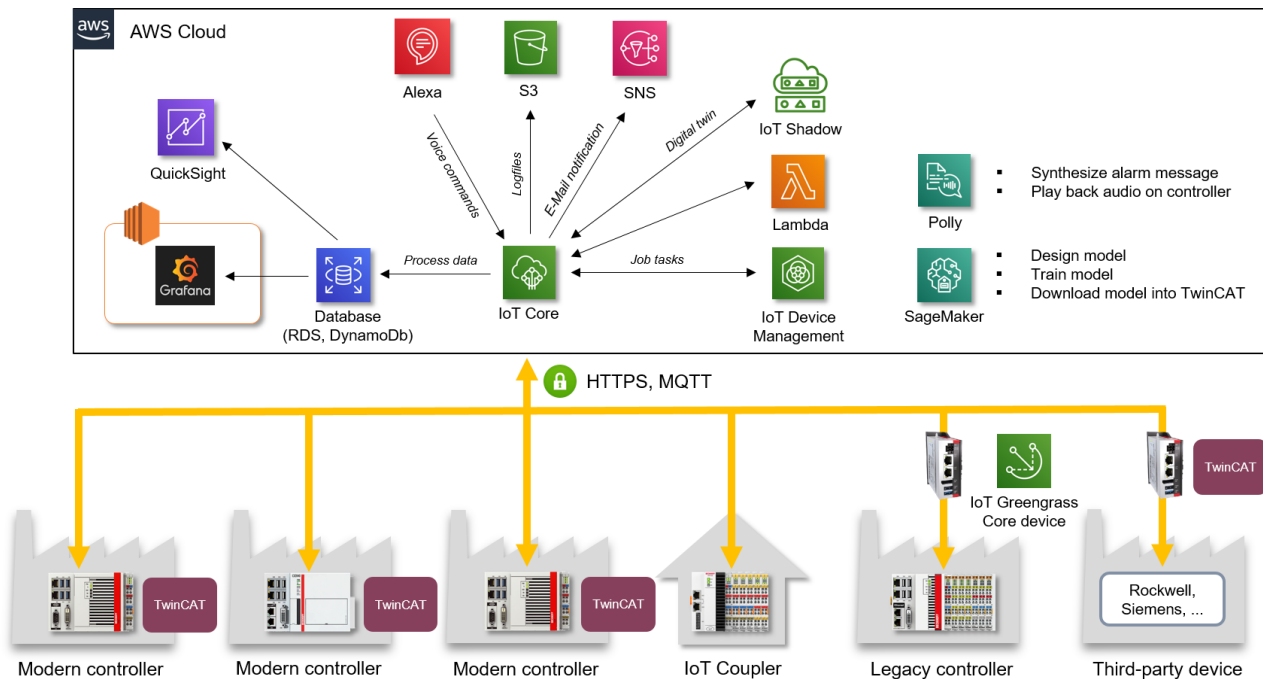 aws
AWS Cloud
Alexa
S3
SNS
IoT Shadow
QuickSight
Voice commands
Logfiles
E-Mail notification
Digital twin
Lambda
Polly
▪ Synthesize alarm message
▪ Play back audio on controller
Grafana
Process data
Job tasks
Database
(RDS, DynamoDb)
IoT Core
IoT Device
Management
SageMaker
▪ Design model
▪ Train model
▪ Download model into TwinCAT
HTTPS, MQTT
IoT Greengrass
Core device
TwinCAT
TwinCAT
TwinCAT
TwinCAT
Rockwell,
Siemens, ...
Modern controller
Modern controller
Modern controller
IoT Coupler
Legacy controller
Third-party device